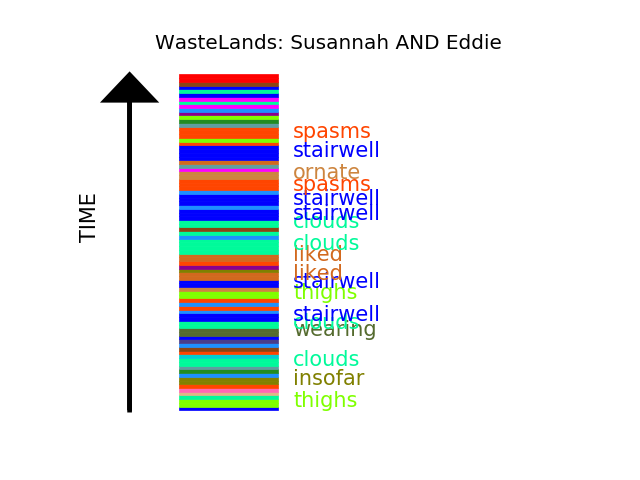 WasteLands: Susannah AND Eddie
TIME
spasms
stairwell
ornate
spasms
stairwell
stairwell
clouds
clouds
liked
liked
stairwell
thighs
stairwell
clouds
wearing
clouds
insofar
thighs